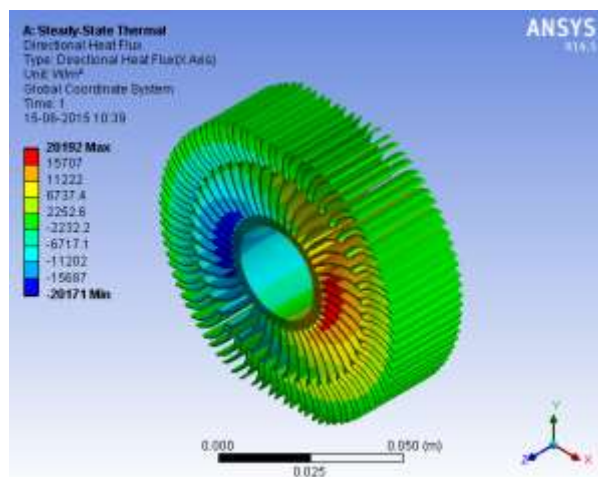 A: Steady-State Thermal
Directional Heat Flux
Type: Directional Heat Flux(X Axis)
Unit: W/m²
Global Coordinate System
Time: 1
15-08-2015 10:39
20192 Max
15707
11222
6737.4
2252.6
-2232.2
-6717.1
-11202
-15687
-20171 Min
ANSYS
R14.5
0.000
0.050 (m)
0.025
Y
Z
X